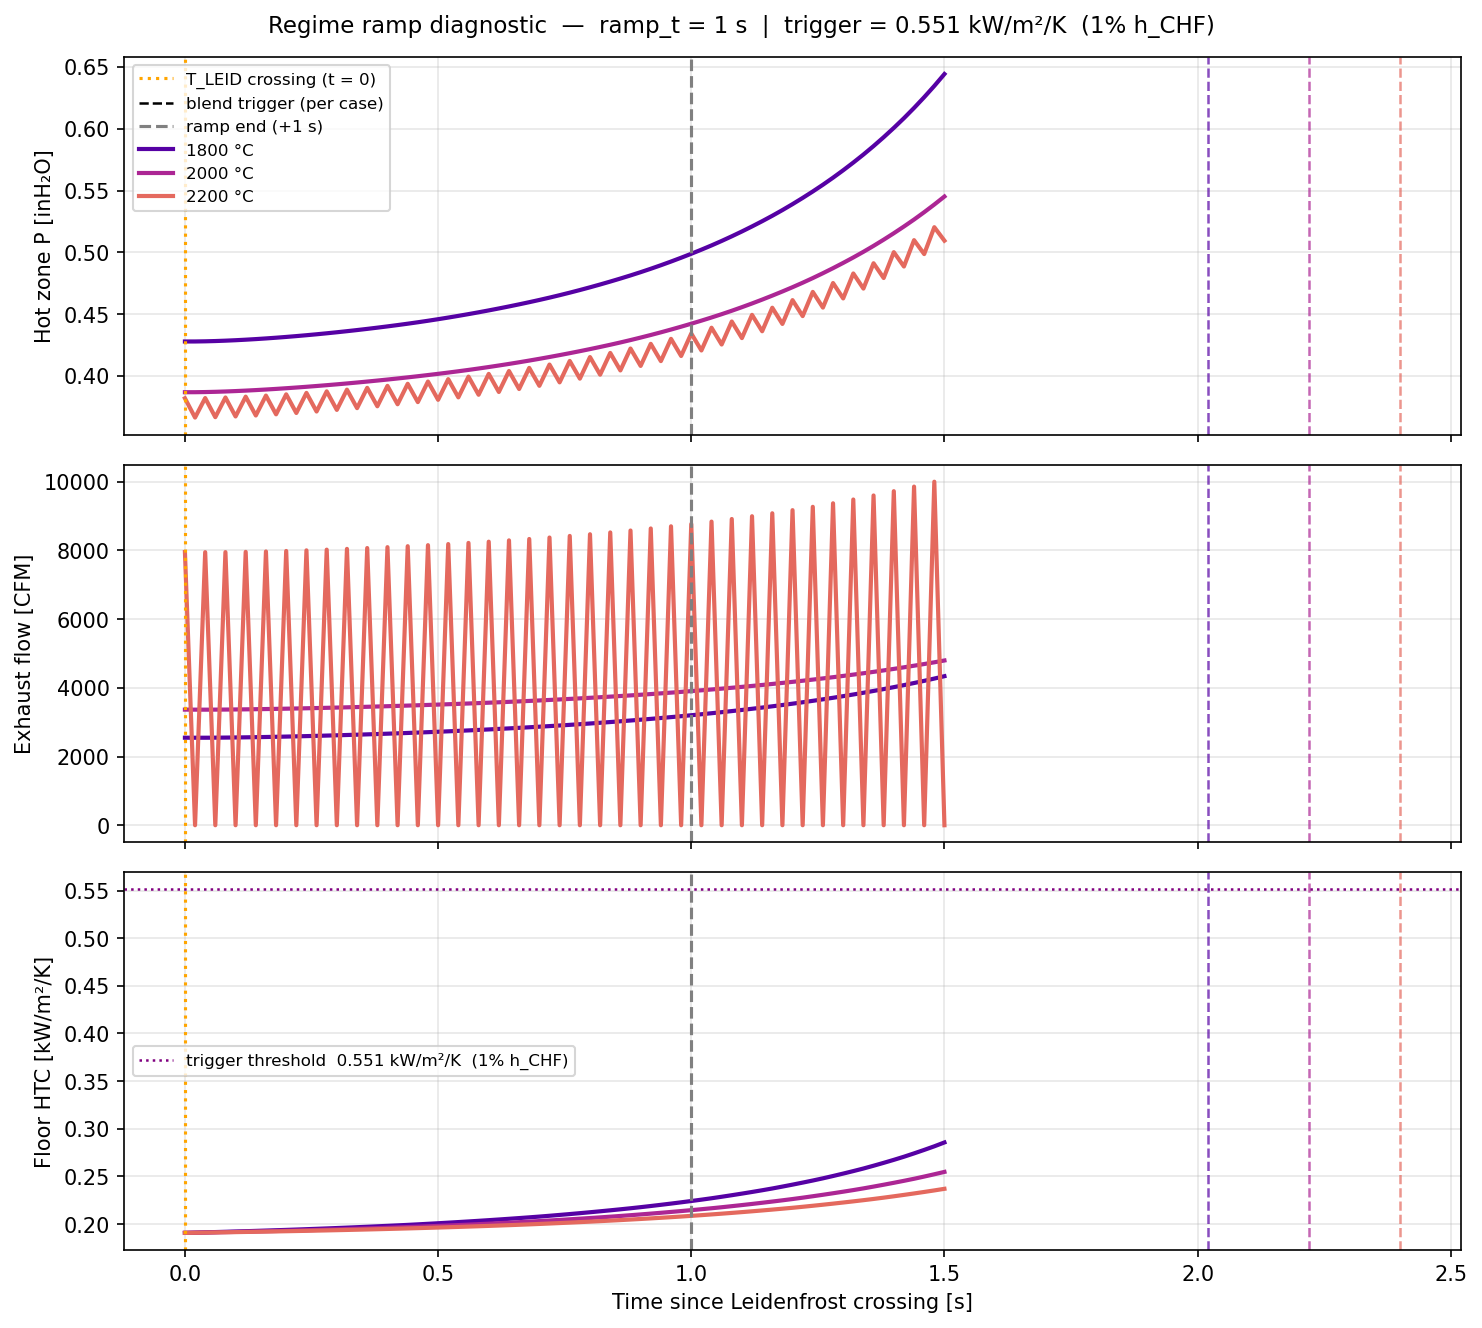 Regime ramp diagnostic — ramp_t = 1 s | trigger = 0.551 kW/m²/K (1% h_CHF)
Hot zone P [inH₂O]
0.65
0.60
0.55
0.50
0.45
0.40
T_LEID crossing (t = 0)
blend trigger (per case)
ramp end (+1 s)
1800 °C
2000 °C
2200 °C
Exhaust flow [CFM]
10000
8000
6000
4000
2000
0
Floor HTC [kW/m²/K]
0.55
0.50
0.45
0.40
0.35
0.30
0.25
0.20
trigger threshold 0.551 kW/m²/K (1% h_CHF)
0.0 0.5 1.0 1.5 2.0 2.5
Time since Leidenfrost crossing [s]